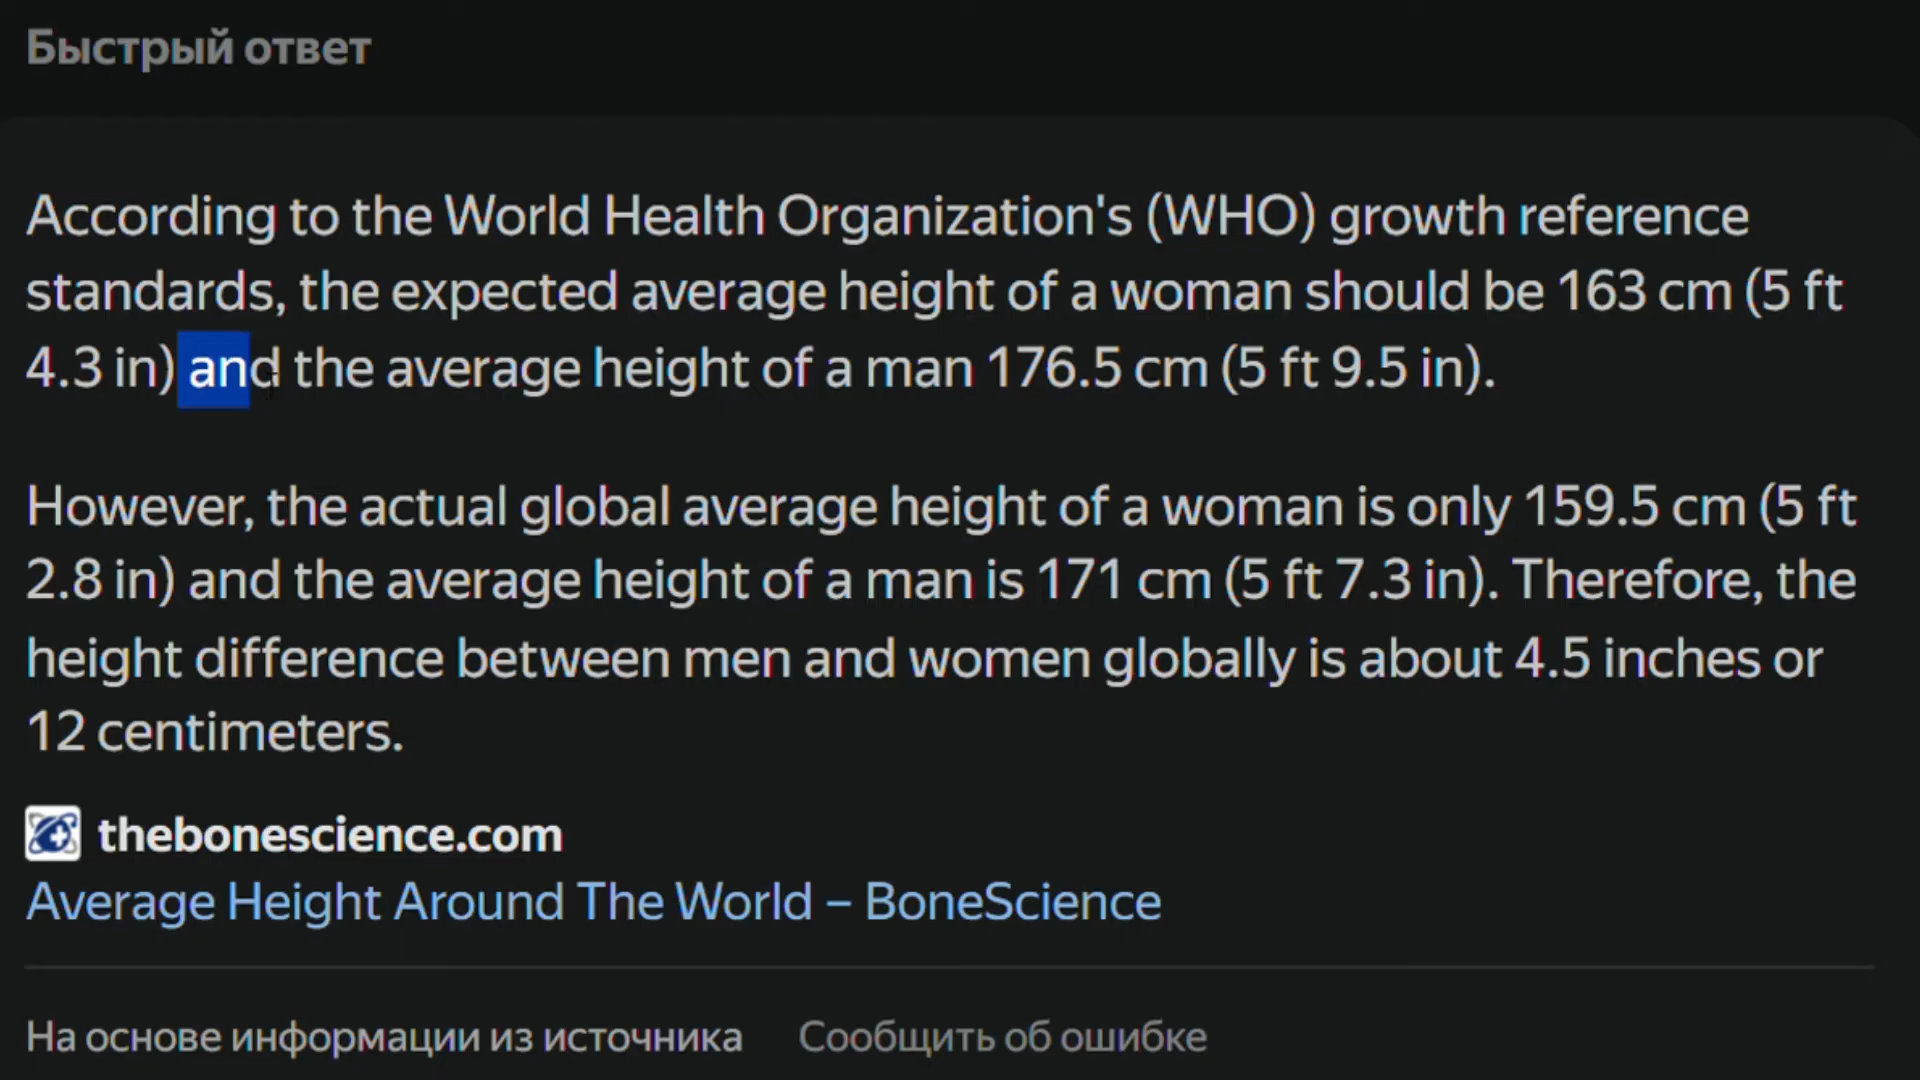 Быстрый ответ
According to the World Health Organization's (WHO) growth reference
standards, the expected average height of a woman should be 163 cm (5 ft
4.3 in) and the average height of a man 176.5 cm (5 ft 9.5 in).
However, the actual global average height of a woman is only 159.5 cm (5 ft
2.8 in) and the average height of a man is 171 cm (5 ft 7.3 in). Therefore, the
height difference between men and women globally is about 4.5 inches or
12 centimeters.
thebonescience.com
Average Height Around The World – BoneScience
На основе информации из источника Сообщить об ошибке